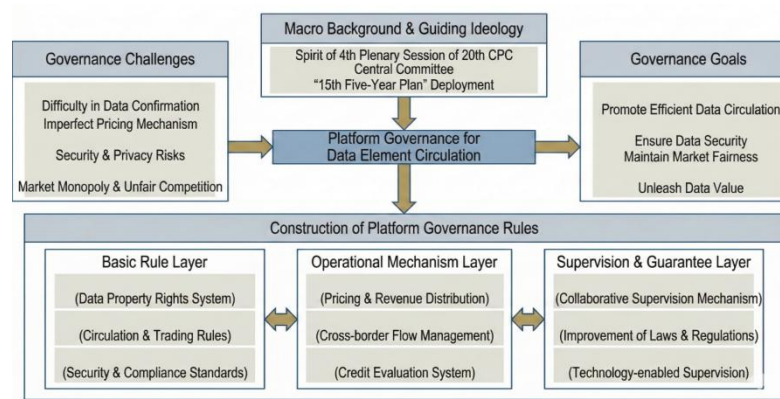 Macro Background & Guiding Ideology
Spirit of 4th Plenary Session of 20th CPC
Central Committee
“15th Five-Year Plan” Deployment
Governance Challenges
Difficulty in Data Confirmation
Imperfect Pricing Mechanism
Security & Privacy Risks
Market Monopoly & Unfair Competition
Platform Governance for
Data Element Circulation
Governance Goals
Promote Efficient Data Circulation
Ensure Data Security
Maintain Market Fairness
Unleash Data Value
Construction of Platform Governance Rules
Basic Rule Layer
(Data Property Rights System)
(Circulation & Trading Rules)
(Security & Compliance Standards)
Operational Mechanism Layer
(Pricing & Revenue Distribution)
(Cross-border Flow Management)
(Credit Evaluation System)
Supervision & Guarantee Layer
(Collaborative Supervision Mechanism)
(Improvement of Laws & Regulations)
(Technology-enabled Supervision)